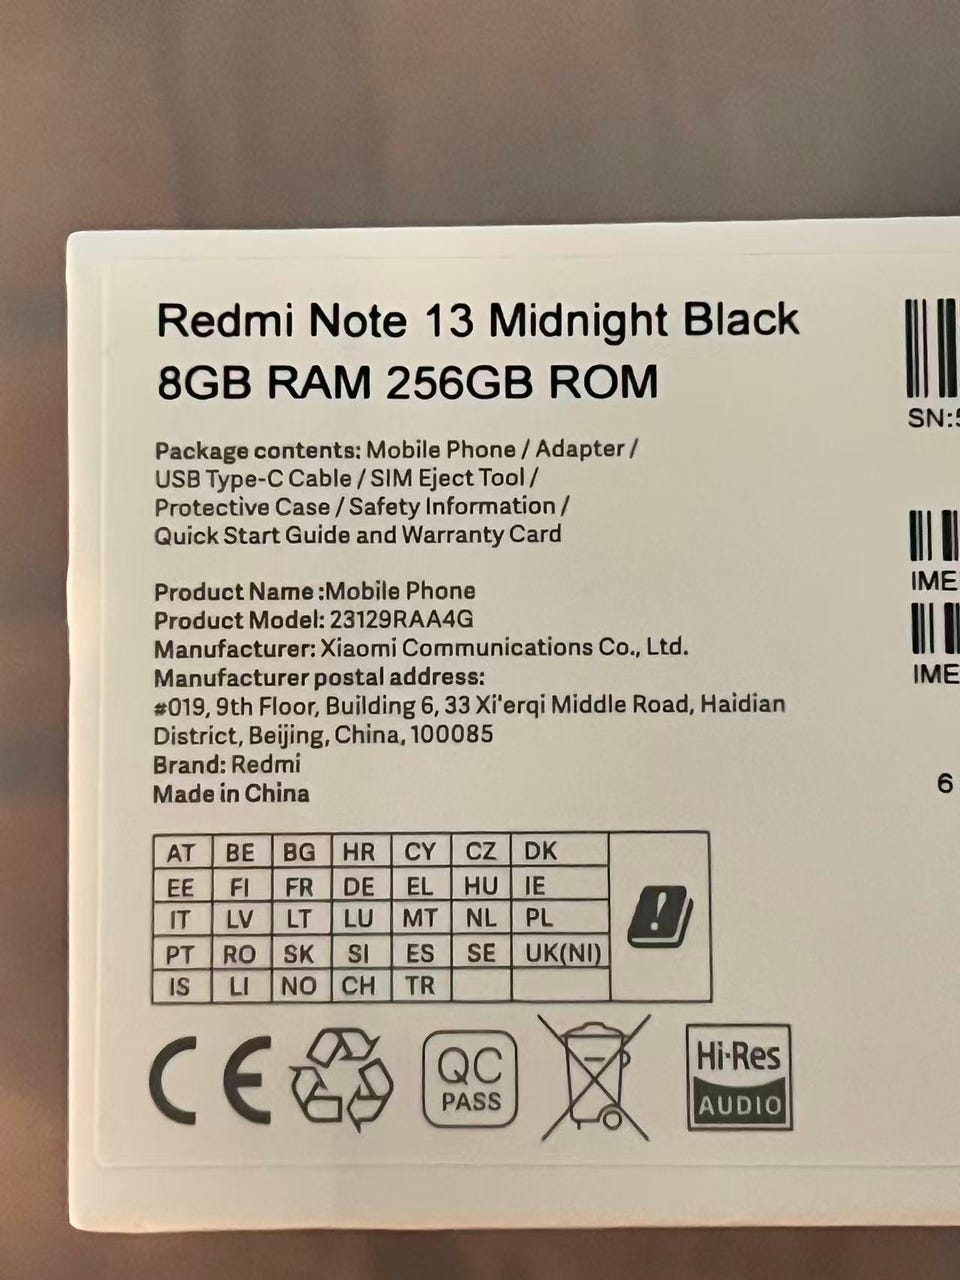 Redmi Note 13 Midnight Black
8GB RAM 256GB ROM
Package contents: Mobile Phone / Adapter /
USB Type-C Cable / SIM Eject Tool /
Protective Case / Safety Information /
Quick Start Guide and Warranty Card
Product Name :Mobile Phone
Product Model: 23129RAA4G
Manufacturer: Xiaomi Communications Co., Ltd.
Manufacturer postal address:
#019, 9th Floor, Building 6, 33 Xi'erqi Middle Road, Haidian
District, Beijing, China, 100085
Brand: Redmi
Made in China
AT BE BG HR CY CZ DK
EE FI FR DE EL HU IE
IT LV LT LU MT NL PL
PT RO SK SI ES SE UK(NI)
IS LI NO CH TR
CE
QC
PASS
Hi-Res
AUDIO
SN:
IME
IME
6